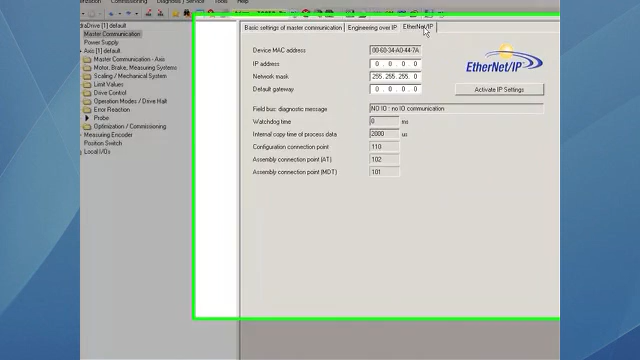 Commissioning Diagnosis / Service Tools
draDrive [1] default
Master Communication
Power Supply
Axis [1] default
Master Communication - Axis
Motor, Brake, Measuring Systems
Scaling / Mechanical System
Limit Values
Drive Control
Operation Modes / Drive Halt
Error Reaction
Probe
Optimization / Commissioning
Measuring Encoder
Position Switch
Local I/Os
Basic settings of master communication
Engineering over IP
EtherNet/IP
Device MAC address 00-60-34-A0-44-7A
IP address 0 . 0 . 0 . 0
Network mask 255 . 255 . 255 . 0
Default gateway 0 . 0 . 0 . 0
EtherNet/IP
Activate IP Settings
Field bus: diagnostic message NO IO : no IO communication
Watchdog time 0 ms
Internal copy time of process data 2000 us
Configuration connection point 110
Assembly connection point (AT) 102
Assembly connection point (MDT) 101